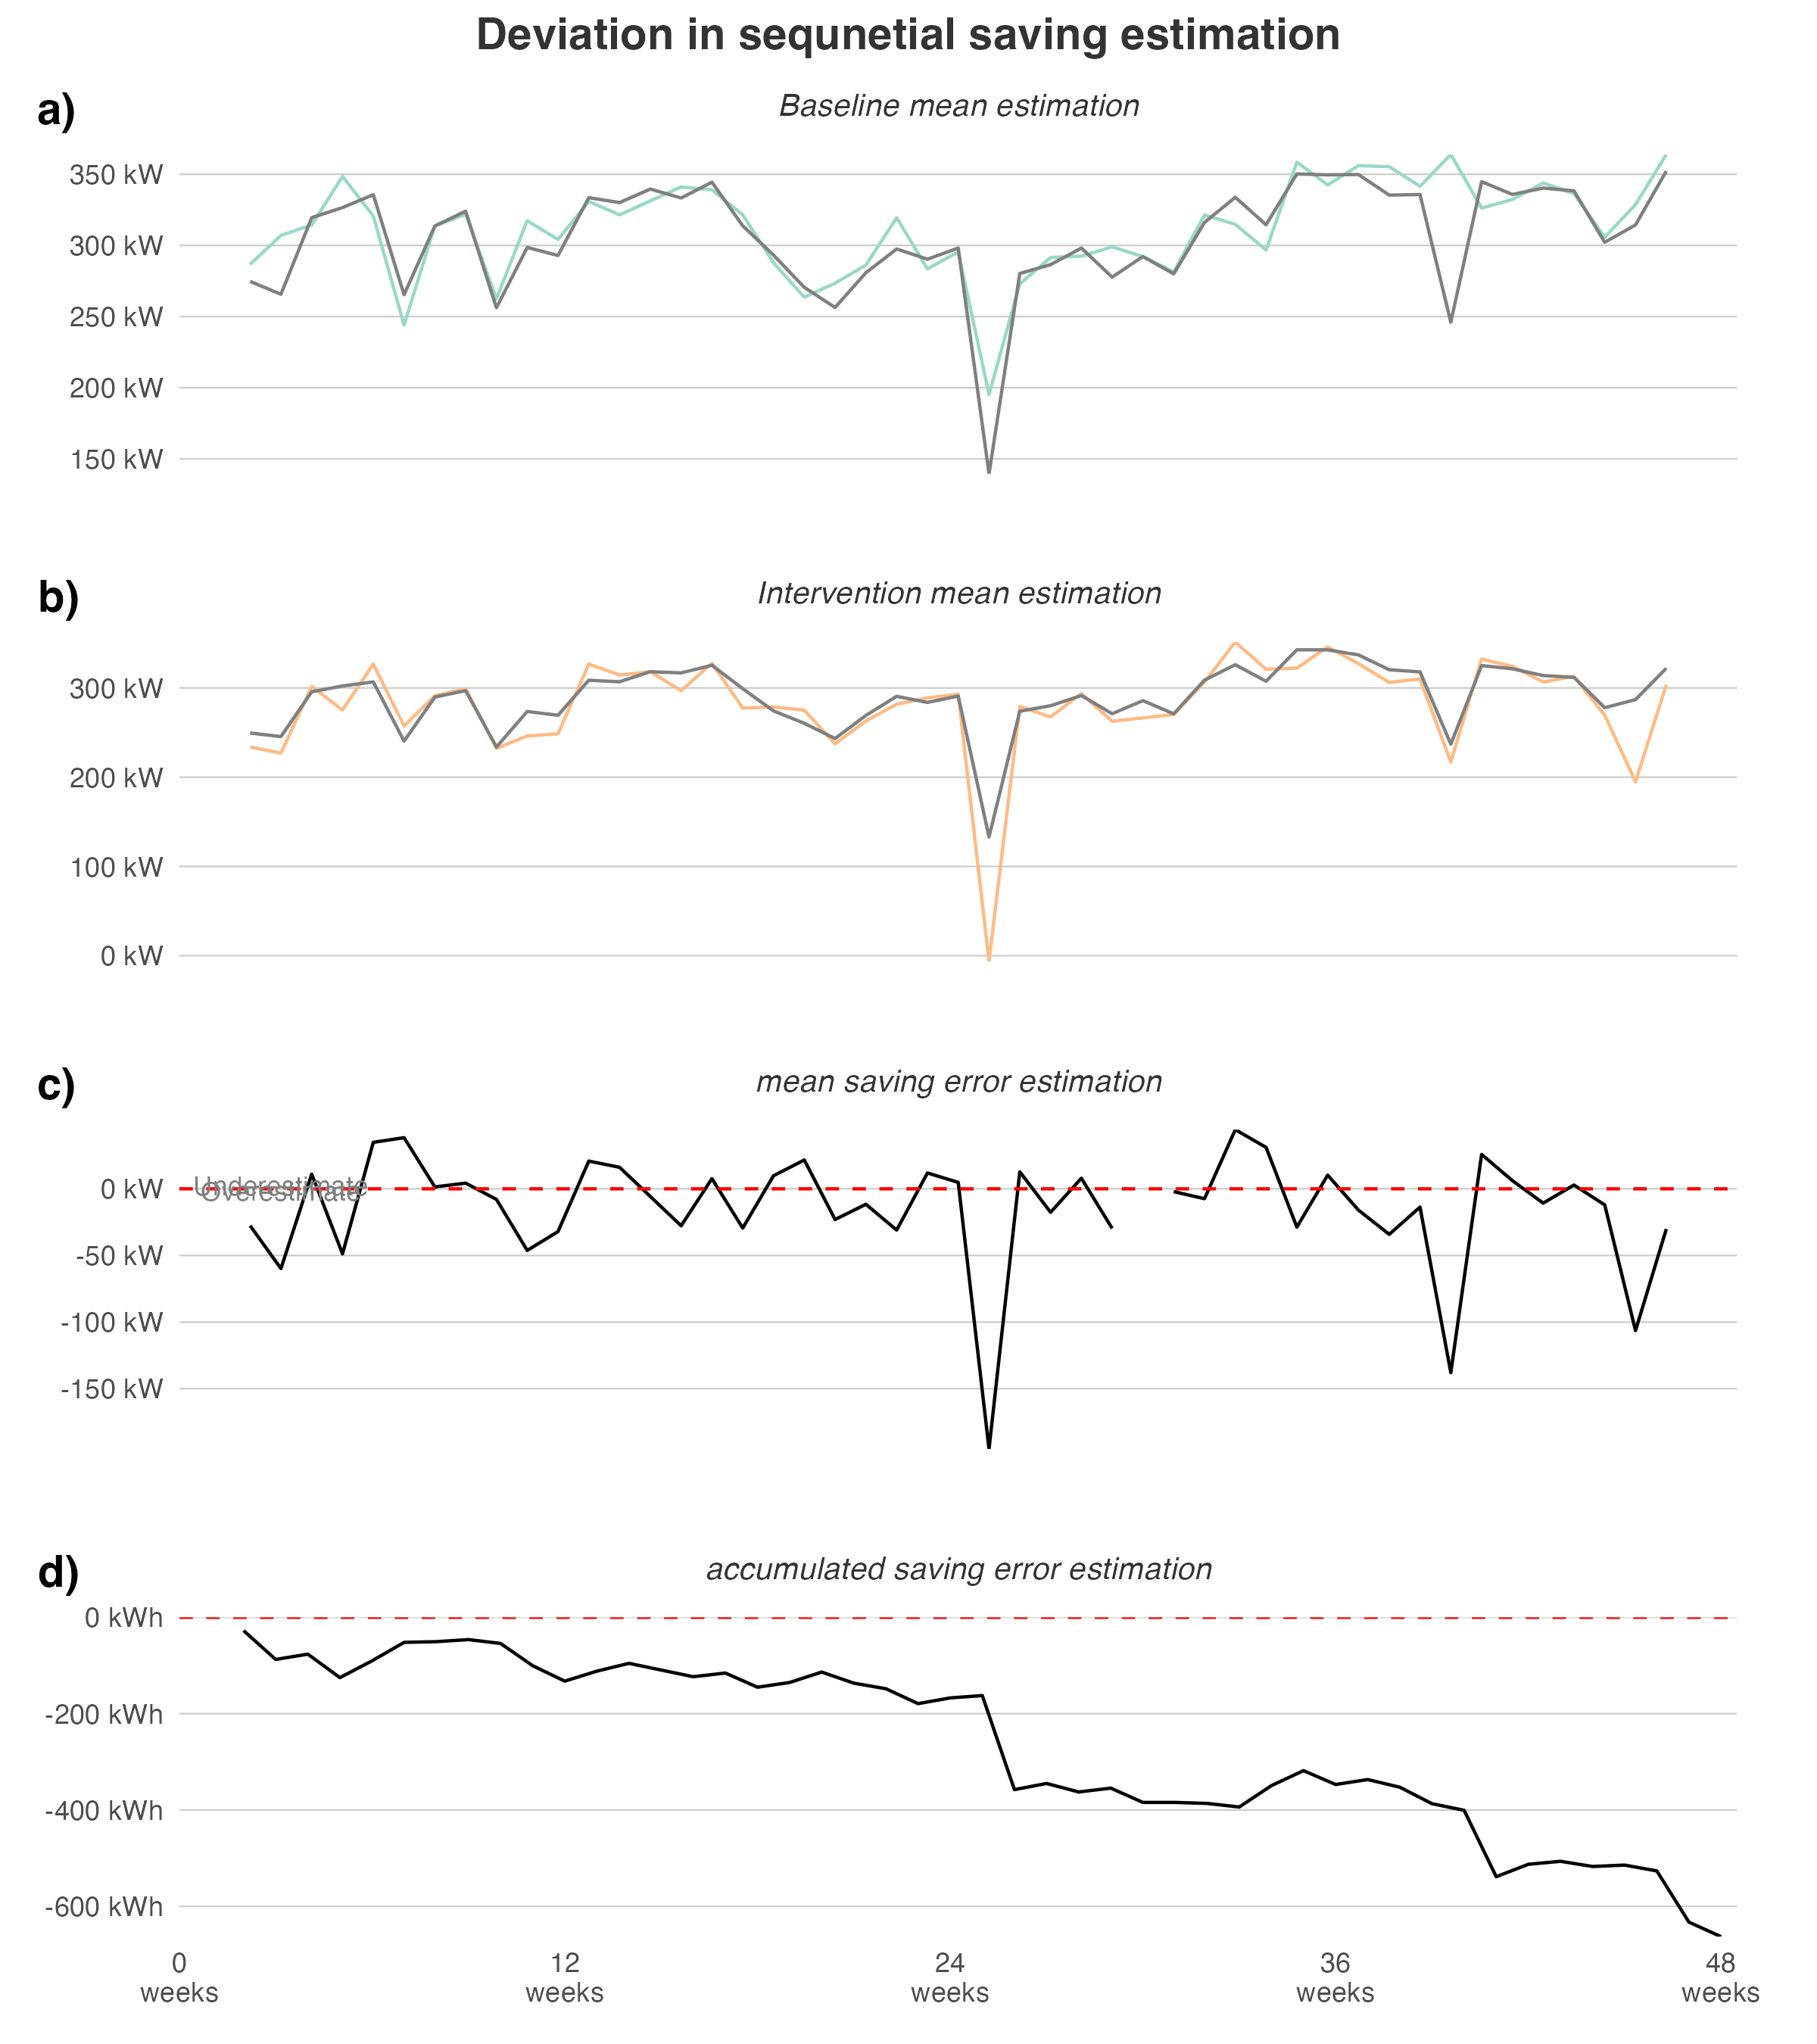 Deviation in sequnetial saving estimation
a)
Baseline mean estimation
350 kW
300 kW
250 kW
200 kW
150 kW
b)
Intervention mean estimation
300 kW
200 kW
100 kW
0 kW
c)
mean saving error estimation
Underestimate
0 kW
Overestimate
-50 kW
-100 kW
-150 kW
d)
accumulated saving error estimation
0 kWh
-200 kWh
-400 kWh
-600 kWh
0 12 24 36 48
weeks weeks weeks weeks weeks